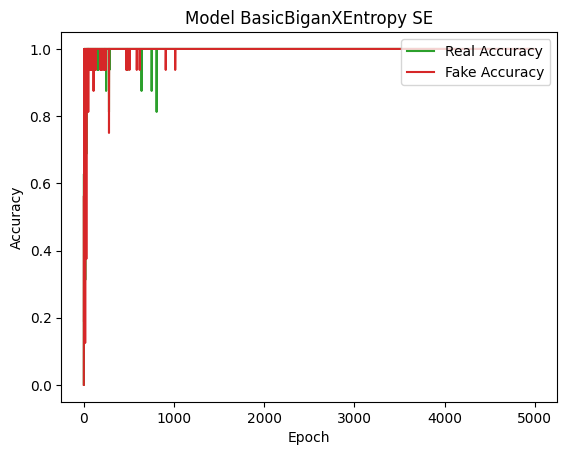 Model BasicBiganXEntropy SE
Real Accuracy
Fake Accuracy
Accuracy
1.0
0.8
0.6
0.4
0.2
0.0
0 1000 2000 3000 4000 5000
Epoch